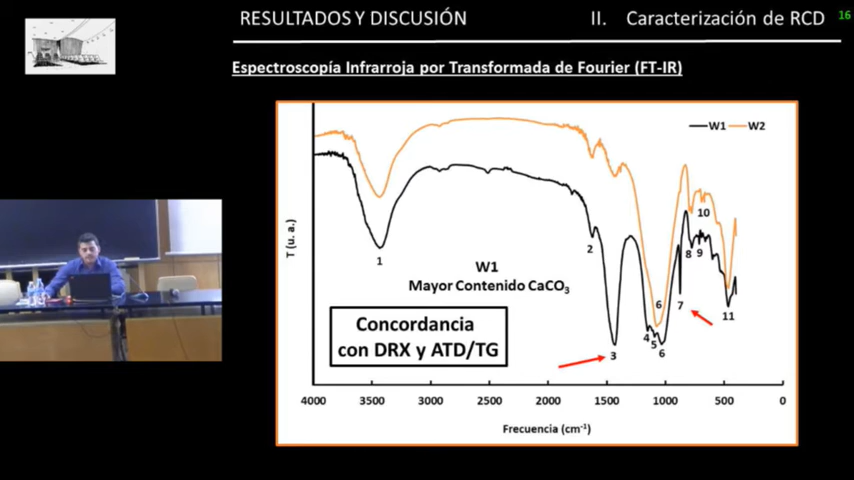 RESULTADOS Y DISCUSIÓN
II. Caracterización de RCD
16
Espectroscopía Infrarroja por Transformada de Fourier (FT-IR)
W1 W2
T (u. a.)
1
2
3
4
5
6
6
7
8
9
10
11
W1
Mayor Contenido CaCO₃
Concordancia
con DRX y ATD/TG
4000 3500 3000 2500 2000 1500 1000 500 0
Frecuencia (cm⁻¹)